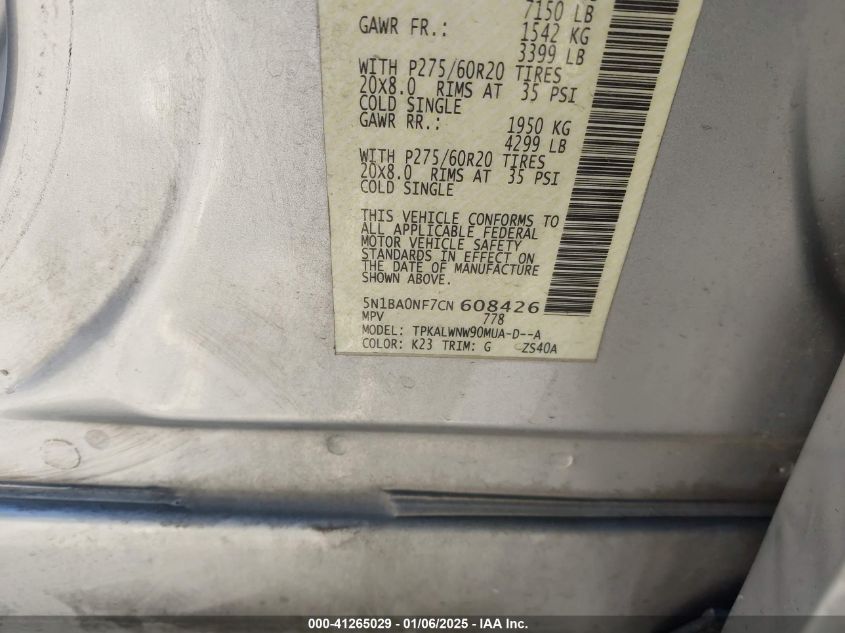 7150 LB
GAWR FR.: 1542 KG
3399 LB
WITH P275/60R20 TIRES
20X8.0 RIMS AT 35 PSI
COLD SINGLE
GAWR RR.: 1950 KG
4299 LB
WITH P275/60R20 TIRES
20X8.0 RIMS AT 35 PSI
COLD SINGLE
THIS VEHICLE CONFORMS TO
ALL APPLICABLE FEDERAL
MOTOR VEHICLE SAFETY
STANDARDS IN EFFECT ON
THE DATE OF MANUFACTURE
SHOWN ABOVE.
5N1BA0NF7CN 608426
MPV 778
MODEL: TPKALWNW90MUA-D--A
COLOR: K23 TRIM: G ZS40A
000-41265029 - 01/06/2025 - IAA Inc.